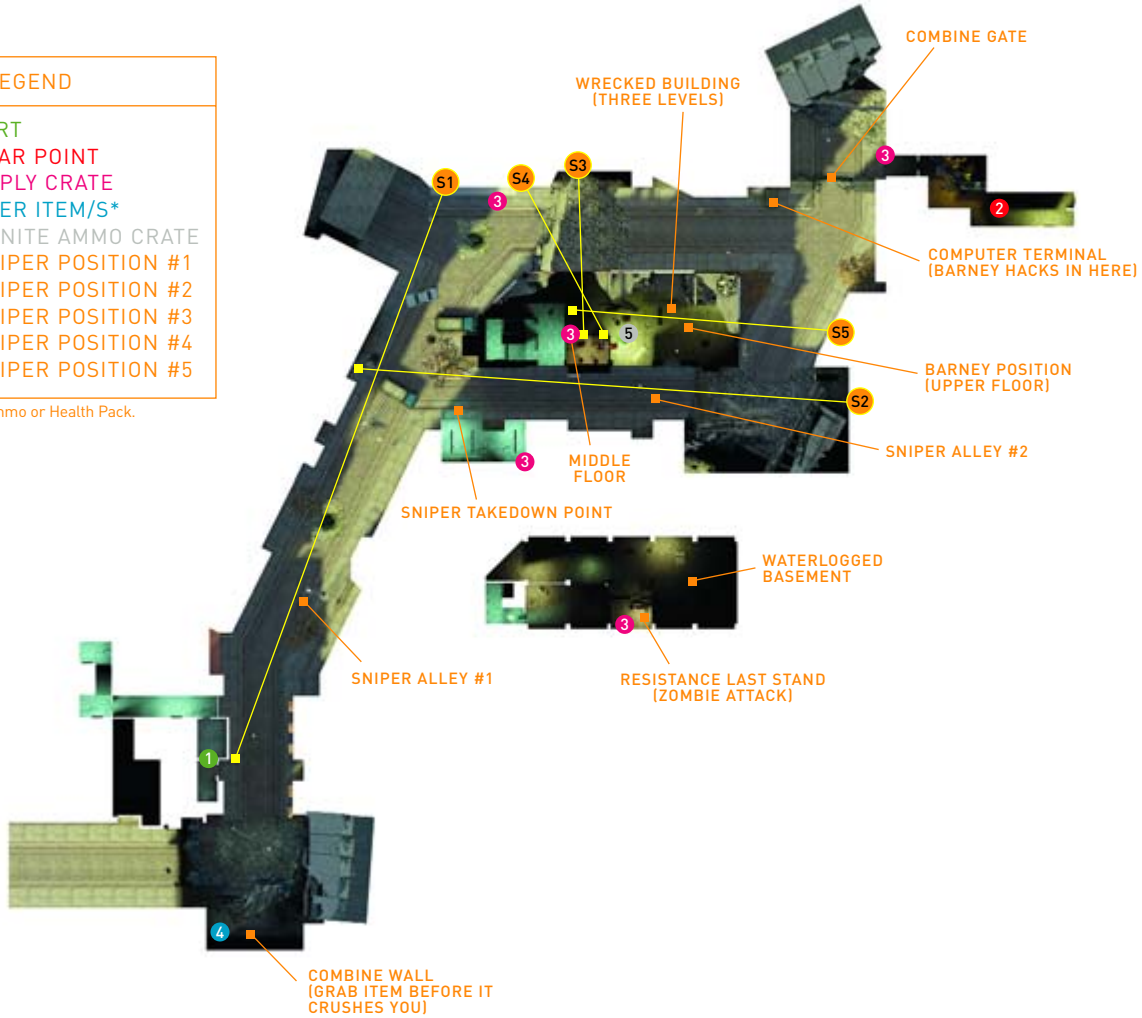 EGEND
RT
AR POINT
PLY CRATE
ER ITEM/S*
NITE AMMO CRATE
IPER POSITION #1
IPER POSITION #2
IPER POSITION #3
IPER POSITION #4
IPER POSITION #5
mmo or Health Pack.
COMBINE GATE
WRECKED BUILDING
(THREE LEVELS)
S1
S4
S3
3
3
2
COMPUTER TERMINAL
(BARNEY HACKS IN HERE)
3
5
S5
BARNEY POSITION
(UPPER FLOOR)
S2
SNIPER ALLEY #2
MIDDLE
FLOOR
3
SNIPER TAKEDOWN POINT
WATERLOGGED
BASEMENT
3
RESISTANCE LAST STAND
(ZOMBIE ATTACK)
SNIPER ALLEY #1
1
4
COMBINE WALL
(GRAB ITEM BEFORE IT
CRUSHES YOU)